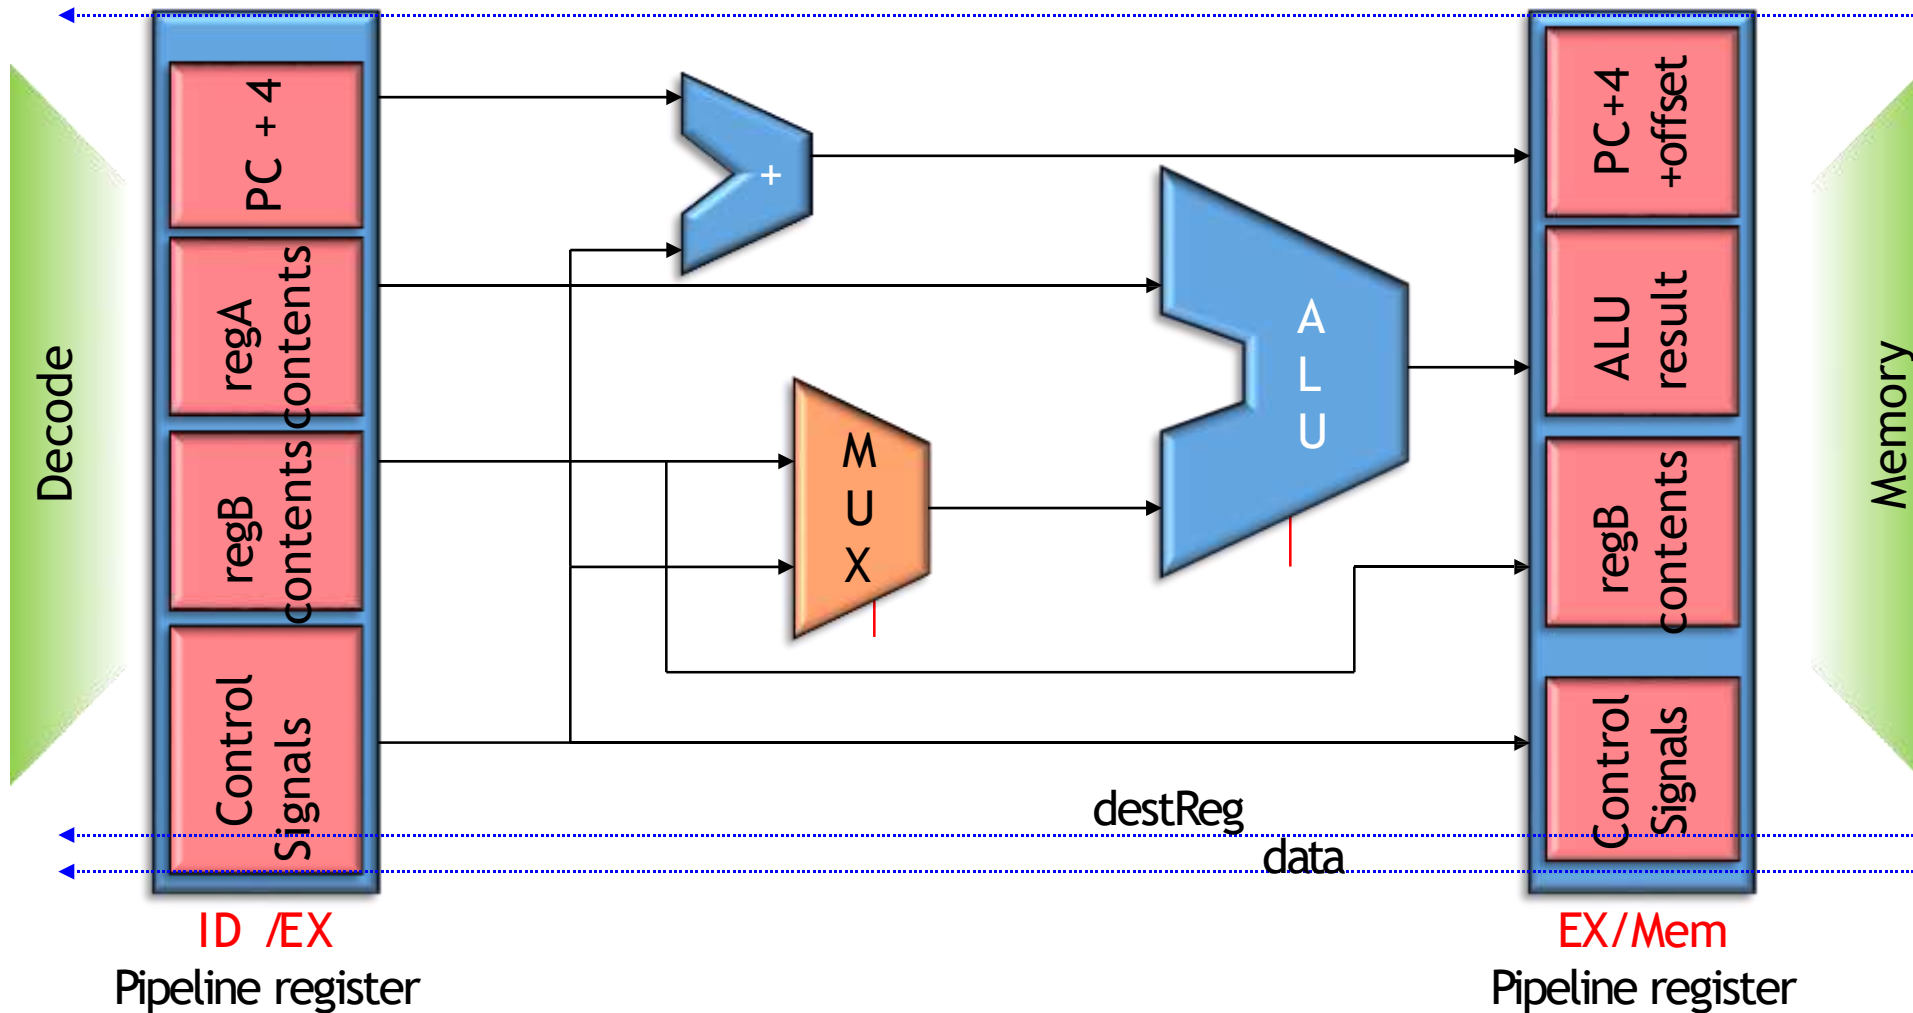 Decode
PC + 4
regA
contents
regB
contents
Control
Signals
+
M
U
X
A
L
U
PC+4
+offset
ALU
result
regB
contents
Control
Signals
Memory
destReg
data
ID /EX
Pipeline register
EX/Mem
Pipeline register